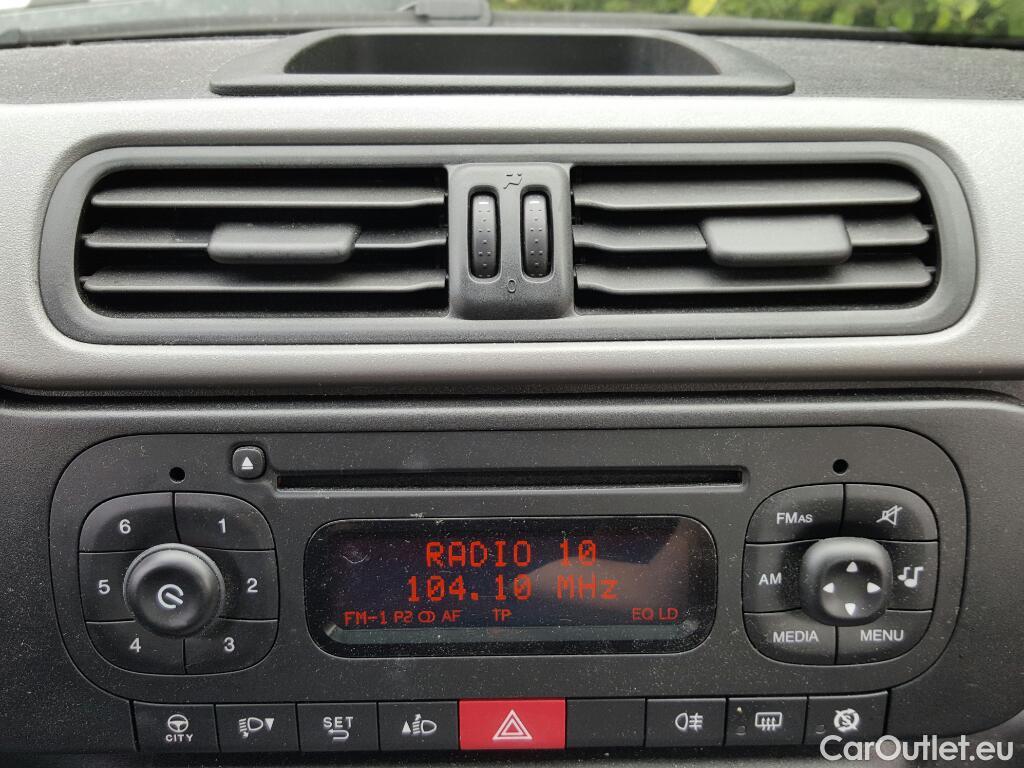 0
6 1
5 2
4 3
RADIO 10
104.10 MHz
FM-1 P2 AF TP EQ LD
FMAS
AM
MEDIA MENU
CITY
SET
CarOutlet.eu